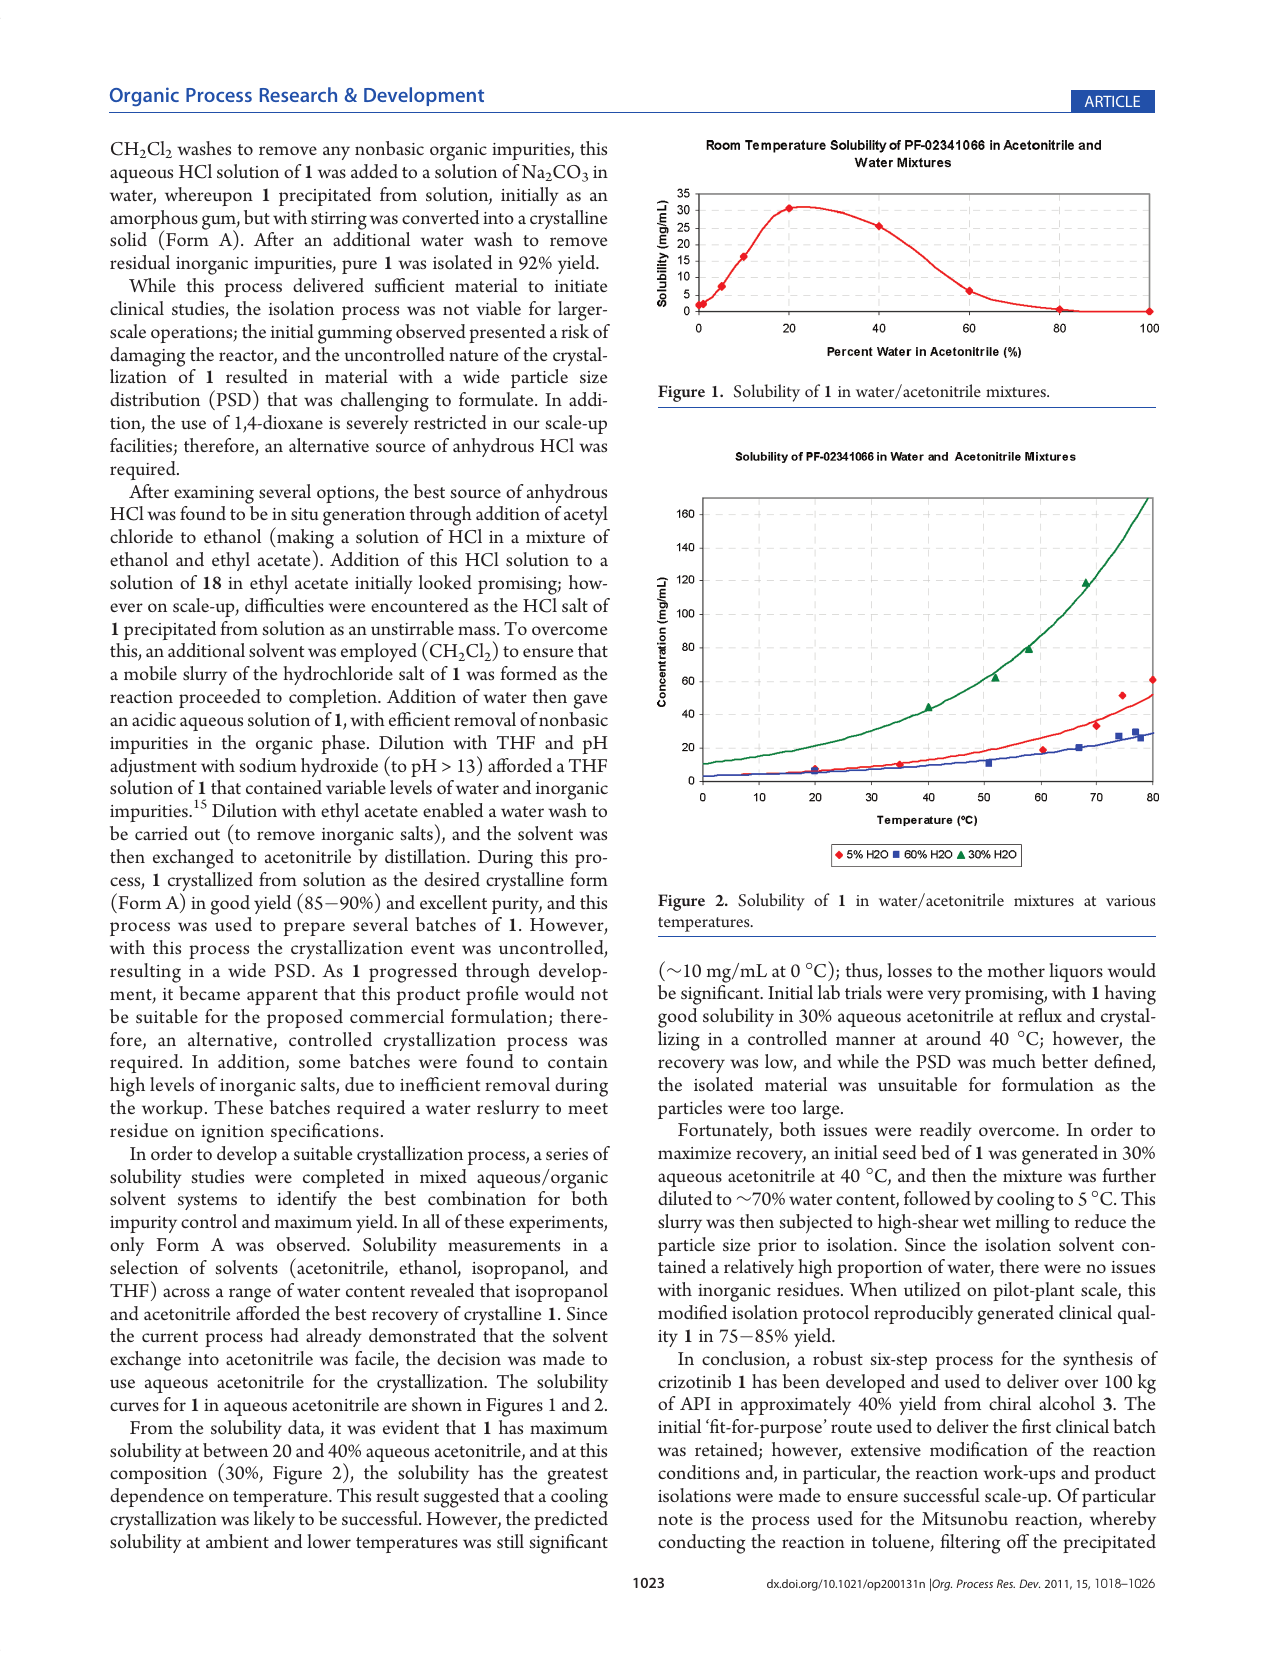 Organic Process Research & Development
ARTICLE
CH₂Cl₂ washes to remove any nonbasic organic impurities, this
aqueous HCl solution of 1 was added to a solution of Na₂CO₃ in
water, whereupon 1 precipitated from solution, initially as an
amorphous gum, but with stirring was converted into a crystalline
solid (Form A). After an additional water wash to remove
residual inorganic impurities, pure 1 was isolated in 92% yield.
While this process delivered sufficient material to initiate
clinical studies, the isolation process was not viable for larger-
scale operations; the initial gumming observed presented a risk of
damaging the reactor, and the uncontrolled nature of the crystal-
lization of 1 resulted in material with a wide particle size
distribution (PSD) that was challenging to formulate. In addi-
tion, the use of 1,4-dioxane is severely restricted in our scale-up
facilities; therefore, an alternative source of anhydrous HCl was
required.
After examining several options, the best source of anhydrous
HCl was found to be in situ generation through addition of acetyl
chloride to ethanol (making a solution of HCl in a mixture of
ethanol and ethyl acetate). Addition of this HCl solution to a
solution of 18 in ethyl acetate initially looked promising; how-
ever on scale-up, difficulties were encountered as the HCl salt of
1 precipitated from solution as an unstirrable mass. To overcome
this, an additional solvent was employed (CH₂Cl₂) to ensure that
a mobile slurry of the hydrochloride salt of 1 was formed as the
reaction proceeded to completion. Addition of water then gave
an acidic aqueous solution of 1, with efficient removal of nonbasic
impurities in the organic phase. Dilution with THF and pH
adjustment with sodium hydroxide (to pH > 13) afforded a THF
solution of 1 that contained variable levels of water and inorganic
impurities.¹⁵ Dilution with ethyl acetate enabled a water wash to
be carried out (to remove inorganic salts), and the solvent was
then exchanged to acetonitrile by distillation. During this pro-
cess, 1 crystallized from solution as the desired crystalline form
(Form A) in good yield (85−90%) and excellent purity, and this
process was used to prepare several batches of 1. However,
with this process the crystallization event was uncontrolled,
resulting in a wide PSD. As 1 progressed through develop-
ment, it became apparent that this product profile would not
be suitable for the proposed commercial formulation; there-
fore, an alternative, controlled crystallization process was
required. In addition, some batches were found to contain
high levels of inorganic salts, due to inefficient removal during
the workup. These batches required a water reslurry to meet
residue on ignition specifications.
In order to develop a suitable crystallization process, a series of
solubility studies were completed in mixed aqueous/organic
solvent systems to identify the best combination for both
impurity control and maximum yield. In all of these experiments,
only Form A was observed. Solubility measurements in a
selection of solvents (acetonitrile, ethanol, isopropanol, and
THF) across a range of water content revealed that isopropanol
and acetonitrile afforded the best recovery of crystalline 1. Since
the current process had already demonstrated that the solvent
exchange into acetonitrile was facile, the decision was made to
use aqueous acetonitrile for the crystallization. The solubility
curves for 1 in aqueous acetonitrile are shown in Figures 1 and 2.
From the solubility data, it was evident that 1 has maximum
solubility at between 20 and 40% aqueous acetonitrile, and at this
composition (30%, Figure 2), the solubility has the greatest
dependence on temperature. This result suggested that a cooling
crystallization was likely to be successful. However, the predicted
solubility at ambient and lower temperatures was still significant
Room Temperature Solubility of PF-02341066 in Acetonitrile and
Water Mixtures
Solubility (mg/mL)
35
30
25
20
15
10
5
0
0 20 40 60 80 100
Percent Water in Acetonitrile (%)
Figure 1. Solubility of 1 in water/acetonitrile mixtures.
Solubility of PF-02341066 in Water and Acetonitrile Mixtures
Concentration (mg/mL)
160
140
120
100
80
60
40
20
0
0 10 20 30 40 50 60 70 80
Temperature (ºC)
5% H2O 60% H2O 30% H2O
Figure 2. Solubility of 1 in water/acetonitrile mixtures at various
temperatures.
(∼10 mg/mL at 0 °C); thus, losses to the mother liquors would
be significant. Initial lab trials were very promising, with 1 having
good solubility in 30% aqueous acetonitrile at reflux and crystal-
lizing in a controlled manner at around 40 °C; however, the
recovery was low, and while the PSD was much better defined,
the isolated material was unsuitable for formulation as the
particles were too large.
Fortunately, both issues were readily overcome. In order to
maximize recovery, an initial seed bed of 1 was generated in 30%
aqueous acetonitrile at 40 °C, and then the mixture was further
diluted to ∼70% water content, followed by cooling to 5 °C. This
slurry was then subjected to high-shear wet milling to reduce the
particle size prior to isolation. Since the isolation solvent con-
tained a relatively high proportion of water, there were no issues
with inorganic residues. When utilized on pilot-plant scale, this
modified isolation protocol reproducibly generated clinical qual-
ity 1 in 75−85% yield.
In conclusion, a robust six-step process for the synthesis of
crizotinib 1 has been developed and used to deliver over 100 kg
of API in approximately 40% yield from chiral alcohol 3. The
initial ‘fit-for-purpose’ route used to deliver the first clinical batch
was retained; however, extensive modification of the reaction
conditions and, in particular, the reaction work-ups and product
isolations were made to ensure successful scale-up. Of particular
note is the process used for the Mitsunobu reaction, whereby
conducting the reaction in toluene, filtering off the precipitated
1023
dx.doi.org/10.1021/op200131n |Org. Process Res. Dev. 2011, 15, 1018–1026